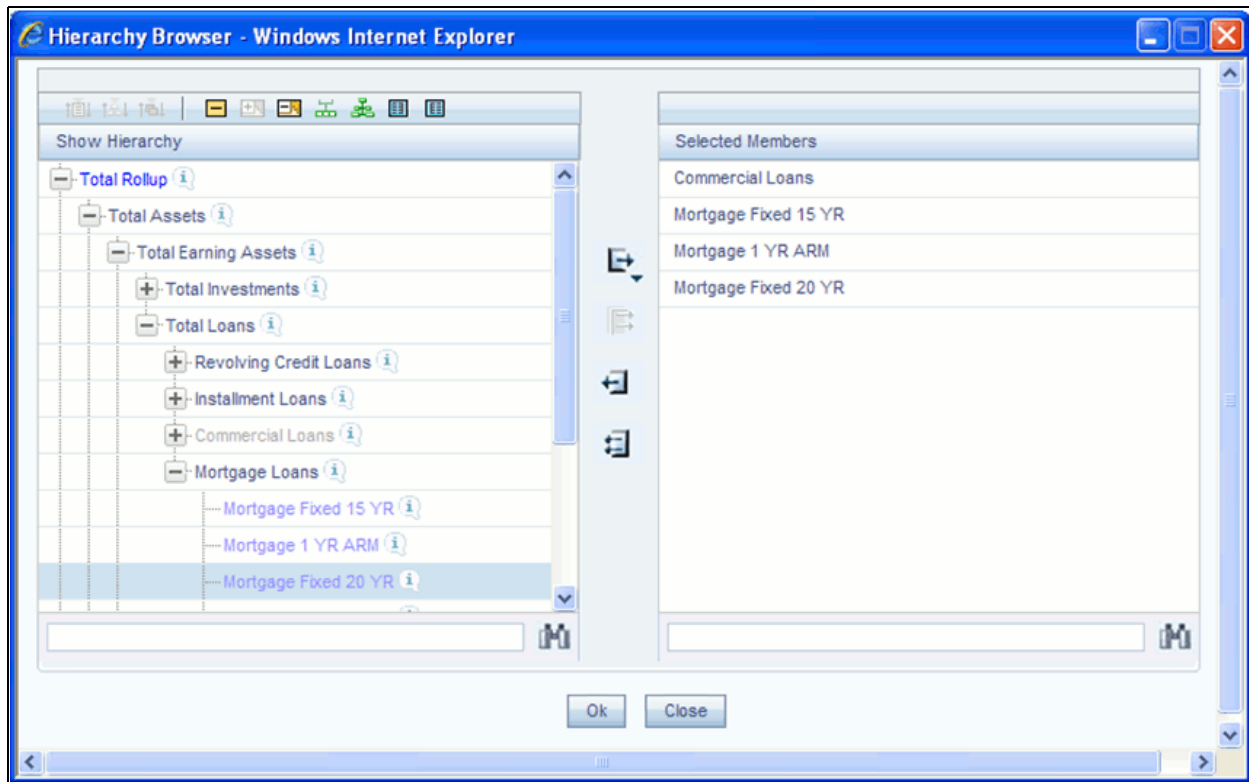 Hierarchy Browser - Windows Internet Explorer
Show Hierarchy
Total Rollup
Total Assets
Total Earning Assets
Total Investments
Total Loans
Revolving Credit Loans
Installment Loans
Commercial Loans
Mortgage Loans
Mortgage Fixed 15 YR
Mortgage 1 YR ARM
Mortgage Fixed 20 YR
Selected Members
Commercial Loans
Mortgage Fixed 15 YR
Mortgage 1 YR ARM
Mortgage Fixed 20 YR
Ok Close